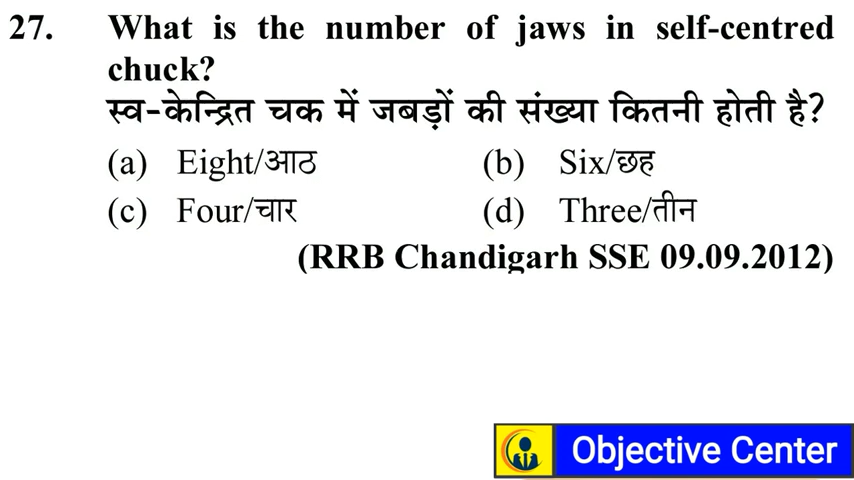 27. What is the number of jaws in self-centred
chuck?
स्व-केन्द्रित चक में जबड़ों की संख्या कितनी होती है?
(a) Eight/आठ (b) Six/छह
(c) Four/चार (d) Three/तीन
(RRB Chandigarh SSE 09.09.2012)
Objective Center